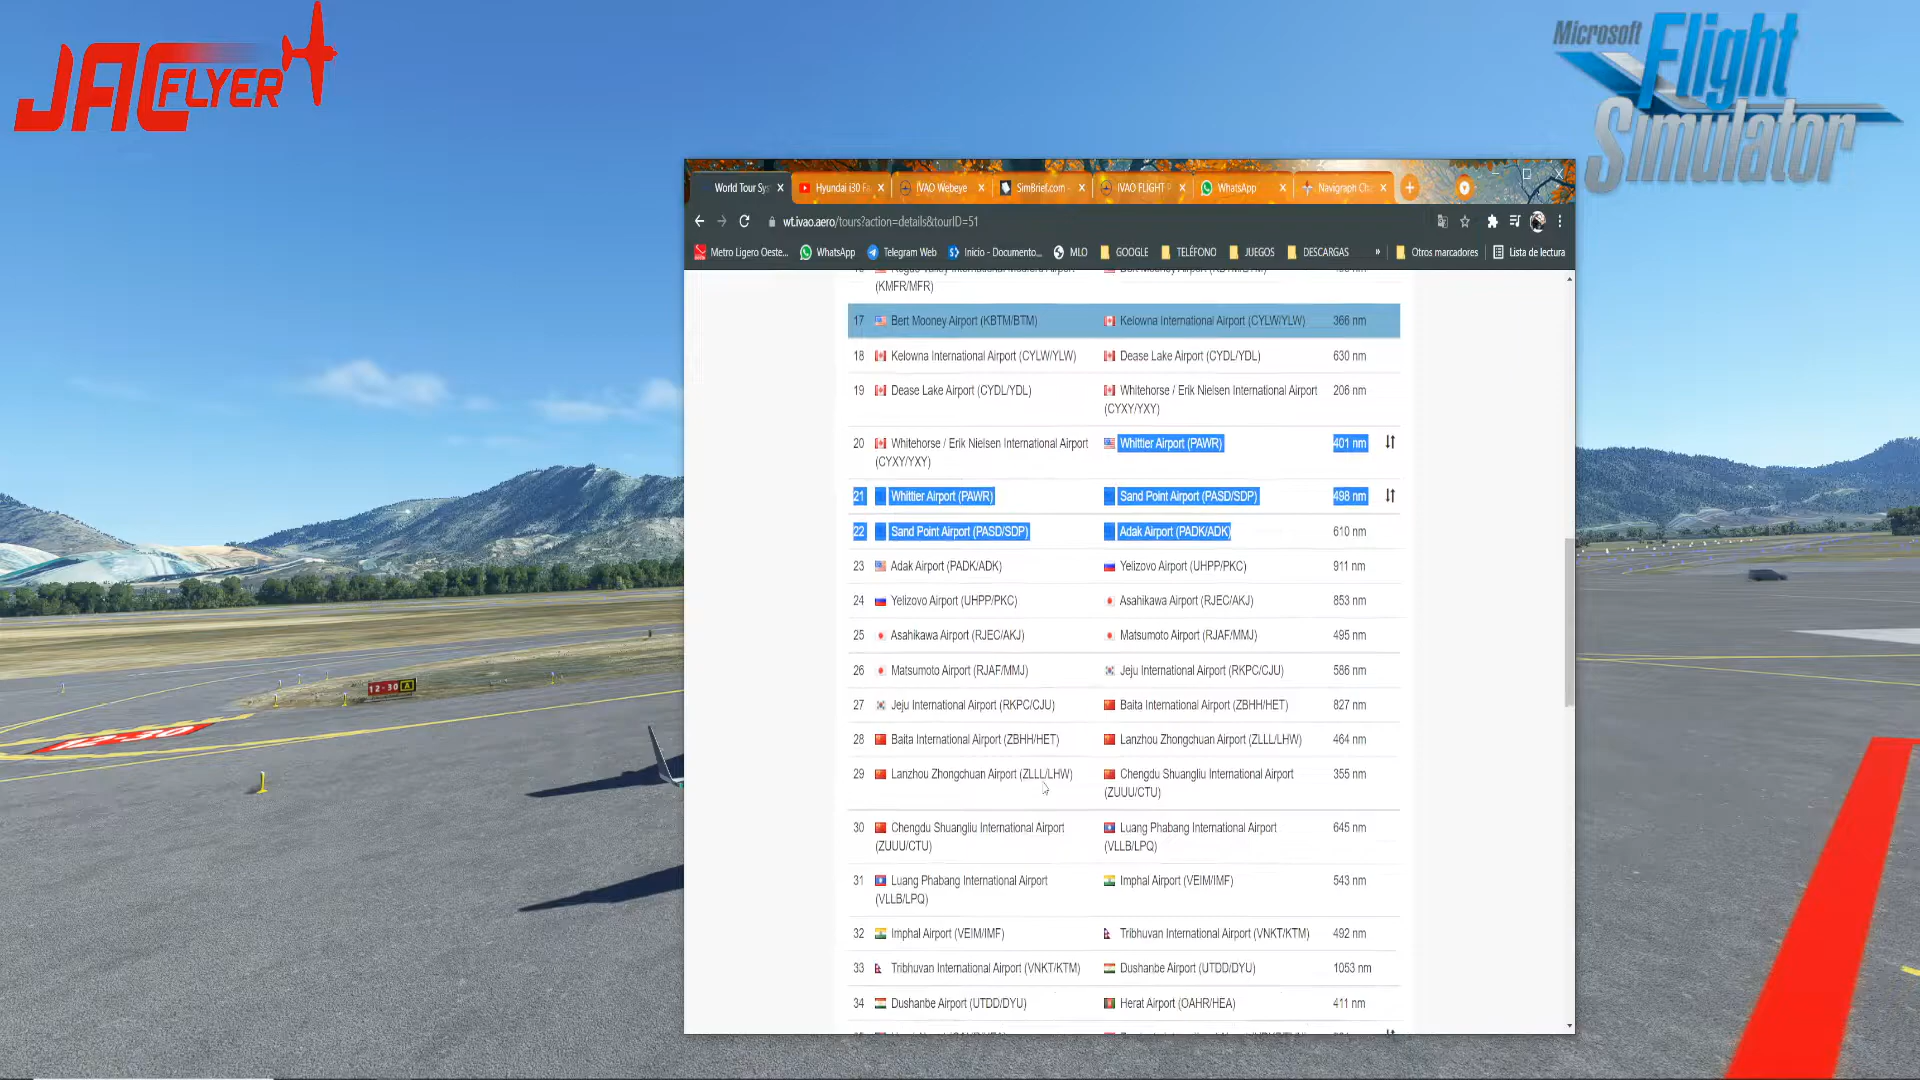 JACFLYER
Microsoft
Flight
Simulator
World Tour Sys
Hyundai i30 Fa
IVAO Webeye
SimBrief.com -
IVAO FLIGHT P
WhatsApp
Navigraph Cha
wt.ivao.aero/tours?action=details&tourID=51
Metro Ligero Oeste... WhatsApp Telegram Web Inicio - Documento... MLO GOOGLE TELÉFONO JUEGOS DESCARGAS » Otros marcadores Lista de lectura
(KMFR/MFR)
17 Bert Mooney Airport (KBTM/BTM) Kelowna International Airport (CYLW/YLW) 366 nm
18 Kelowna International Airport (CYLW/YLW) Dease Lake Airport (CYDL/YDL) 630 nm
19 Dease Lake Airport (CYDL/YDL) Whitehorse / Erik Nielsen International Airport 206 nm
(CYXY/YXY)
20 Whitehorse / Erik Nielsen International Airport Whittier Airport (PAWR) 401 nm
(CYXY/YXY)
21 Whittier Airport (PAWR) Sand Point Airport (PASD/SDP) 498 nm
22 Sand Point Airport (PASD/SDP) Adak Airport (PADK/ADK) 610 nm
23 Adak Airport (PADK/ADK) Yelizovo Airport (UHPP/PKC) 911 nm
24 Yelizovo Airport (UHPP/PKC) Asahikawa Airport (RJEC/AKJ) 853 nm
25 Asahikawa Airport (RJEC/AKJ) Matsumoto Airport (RJAF/MMJ) 495 nm
26 Matsumoto Airport (RJAF/MMJ) Jeju International Airport (RKPC/CJU) 586 nm
27 Jeju International Airport (RKPC/CJU) Baita International Airport (ZBHH/HET) 827 nm
28 Baita International Airport (ZBHH/HET) Lanzhou Zhongchuan Airport (ZLLL/LHW) 464 nm
29 Lanzhou Zhongchuan Airport (ZLLL/LHW) Chengdu Shuangliu International Airport 355 nm
(ZUUU/CTU)
30 Chengdu Shuangliu International Airport Luang Phabang International Airport 645 nm
(ZUUU/CTU) (VLLB/LPQ)
31 Luang Phabang International Airport Imphal Airport (VEIM/IMF) 543 nm
(VLLB/LPQ)
32 Imphal Airport (VEIM/IMF) Tribhuvan International Airport (VNKT/KTM) 492 nm
33 Tribhuvan International Airport (VNKT/KTM) Dushanbe Airport (UTDD/DYU) 1053 nm
34 Dushanbe Airport (UTDD/DYU) Herat Airport (OAHR/HEA) 411 nm
12-30 A
12-30